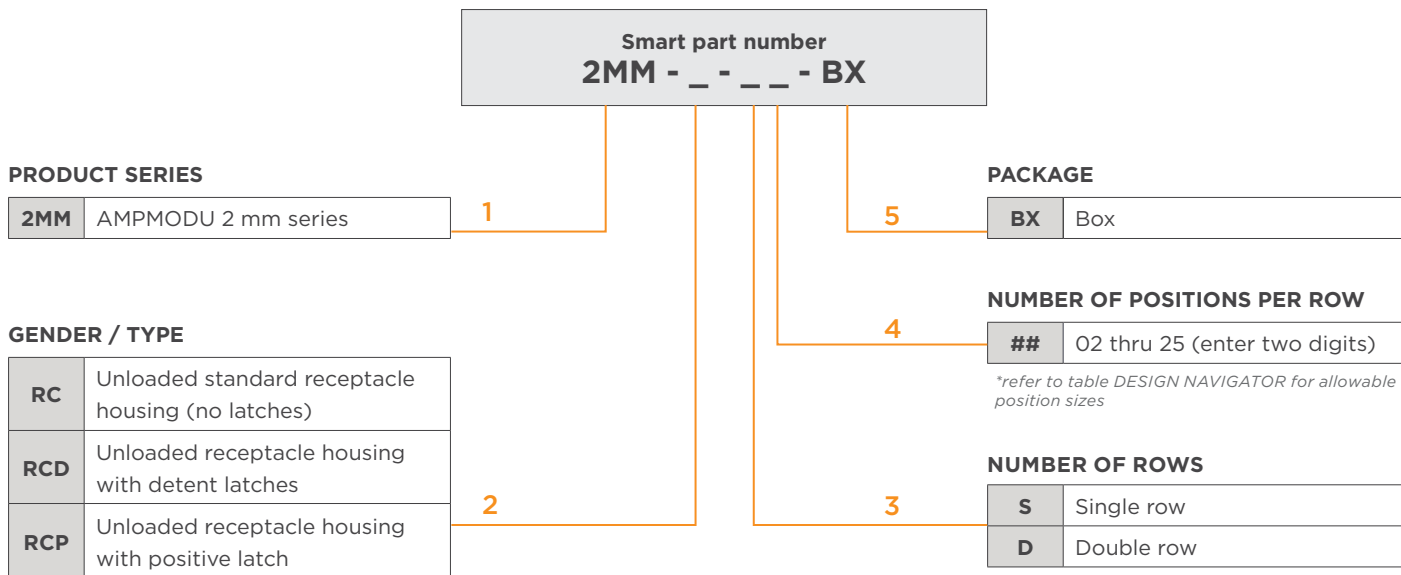 Smart part number
2MM - _ - _ _ - BX
PRODUCT SERIES
2MM AMPMODU 2 mm series
1
GENDER / TYPE
RC Unloaded standard receptacle
housing (no latches)
RCD Unloaded receptacle housing
with detent latches
RCP Unloaded receptacle housing
with positive latch
2
PACKAGE
5
BX Box
NUMBER OF POSITIONS PER ROW
4
## 02 thru 25 (enter two digits)
*refer to table DESIGN NAVIGATOR for allowable
position sizes
NUMBER OF ROWS
3
S Single row
D Double row